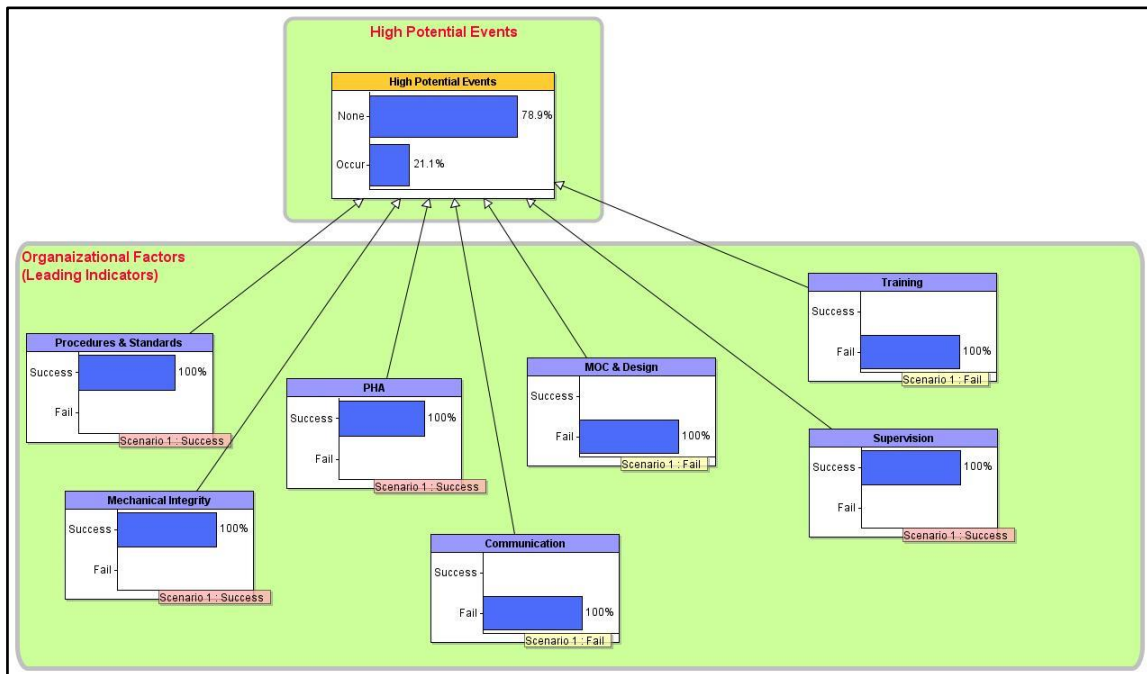 High Potential Events
High Potential Events
None
78.9%
Occur
21.1%
Organaizational Factors
(Leading Indicators)
Training
Success
Fail
100%
Scenario 1 : Fail
Procedures & Standards
Success
100%
Fail
Scenario 1 : Success
PHA
Success
100%
Fail
Scenario 1 : Success
MOC & Design
Success
Fail
100%
Scenario 1 : Fail
Supervision
Success
100%
Fail
Scenario 1 : Success
Mechanical Integrity
Success
100%
Fail
Scenario 1 : Success
Communication
Success
Fail
100%
Scenario 1 : Fail